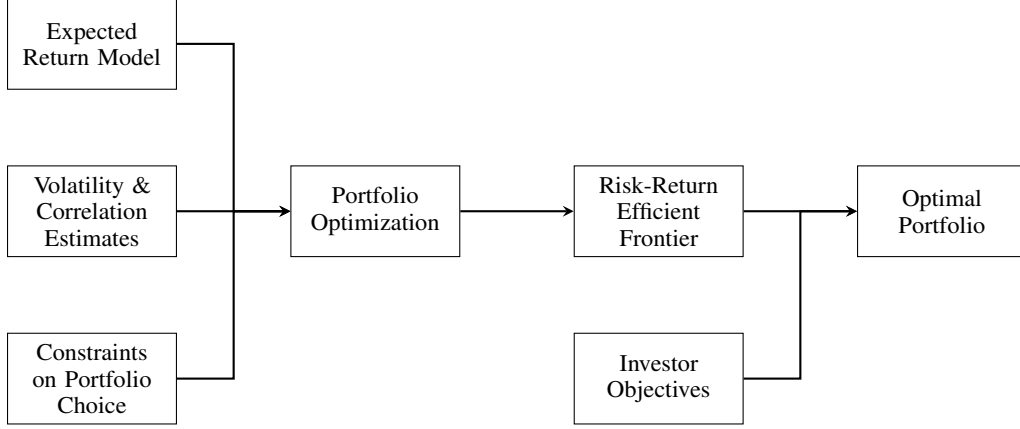 Expected
Return Model
Volatility &
Correlation
Estimates
Constraints
on Portfolio
Choice
Portfolio
Optimization
Risk-Return
Efficient
Frontier
Investor
Objectives
Optimal
Portfolio